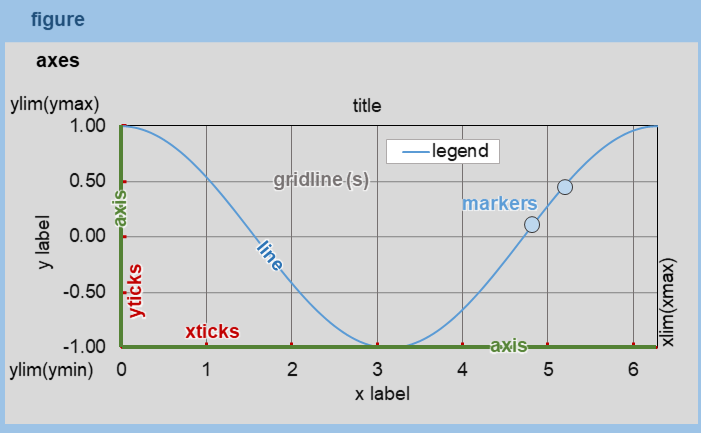 figure
axes
ylim(ymax)
title
1.00
legend
0.50
gridline(s)
markers
axis
y label
0.00
line
-0.50
yticks
xlim(xmax)
xticks
-1.00
axis
ylim(ymin)
0 1 2 3 4 5 6
x label